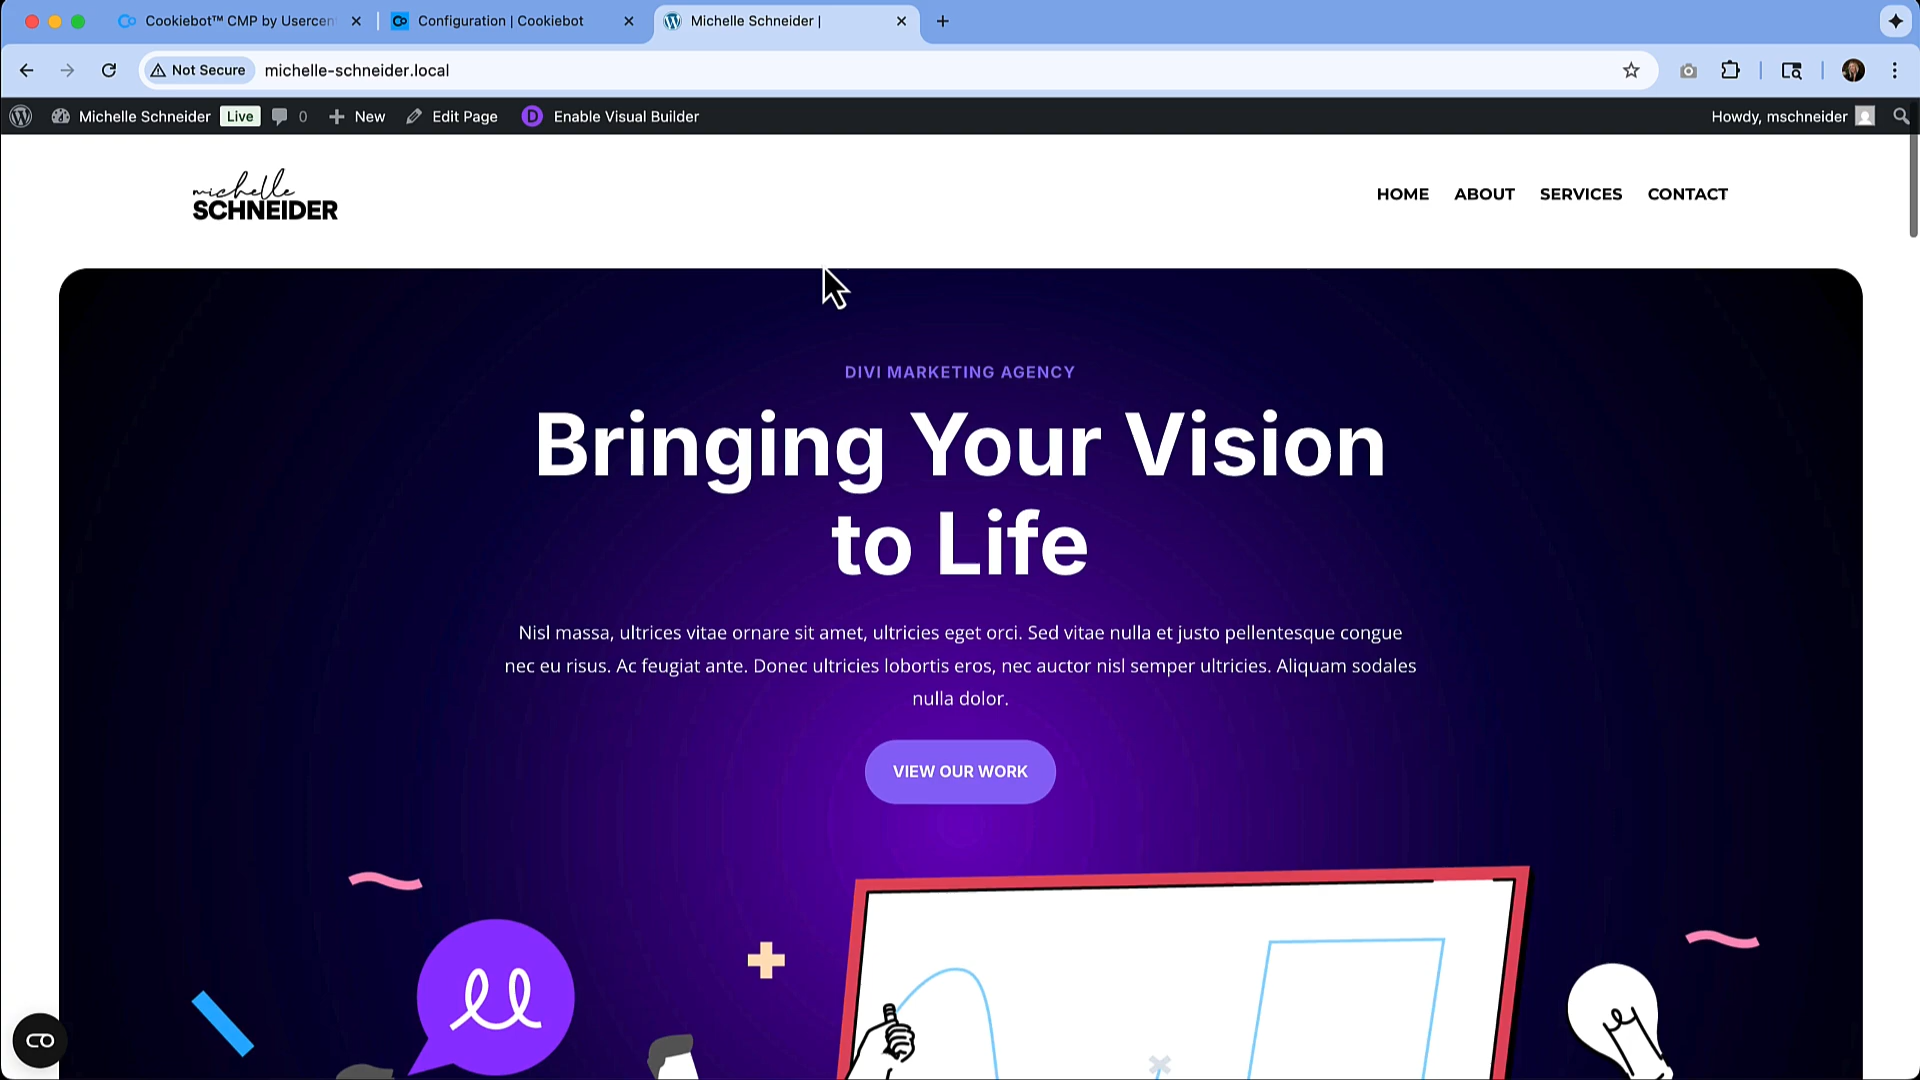 Cookiebot™ CMP by Usercen
Configuration | Cookiebot
Michelle Schneider |
Not Secure
michelle-schneider.local
Michelle Schneider
Live
0
New
Edit Page
D
Enable Visual Builder
Howdy, mschneider
michelle
SCHNEIDER
HOME
ABOUT
SERVICES
CONTACT
DIVI MARKETING AGENCY
Bringing Your Vision
to Life
Nisl massa, ultrices vitae ornare sit amet, ultricies eget orci. Sed vitae nulla et justo pellentesque congue
nec eu risus. Ac feugiat ante. Donec ultricies lobortis eros, nec auctor nisl semper ultricies. Aliquam sodales
nulla dolor.
VIEW OUR WORK